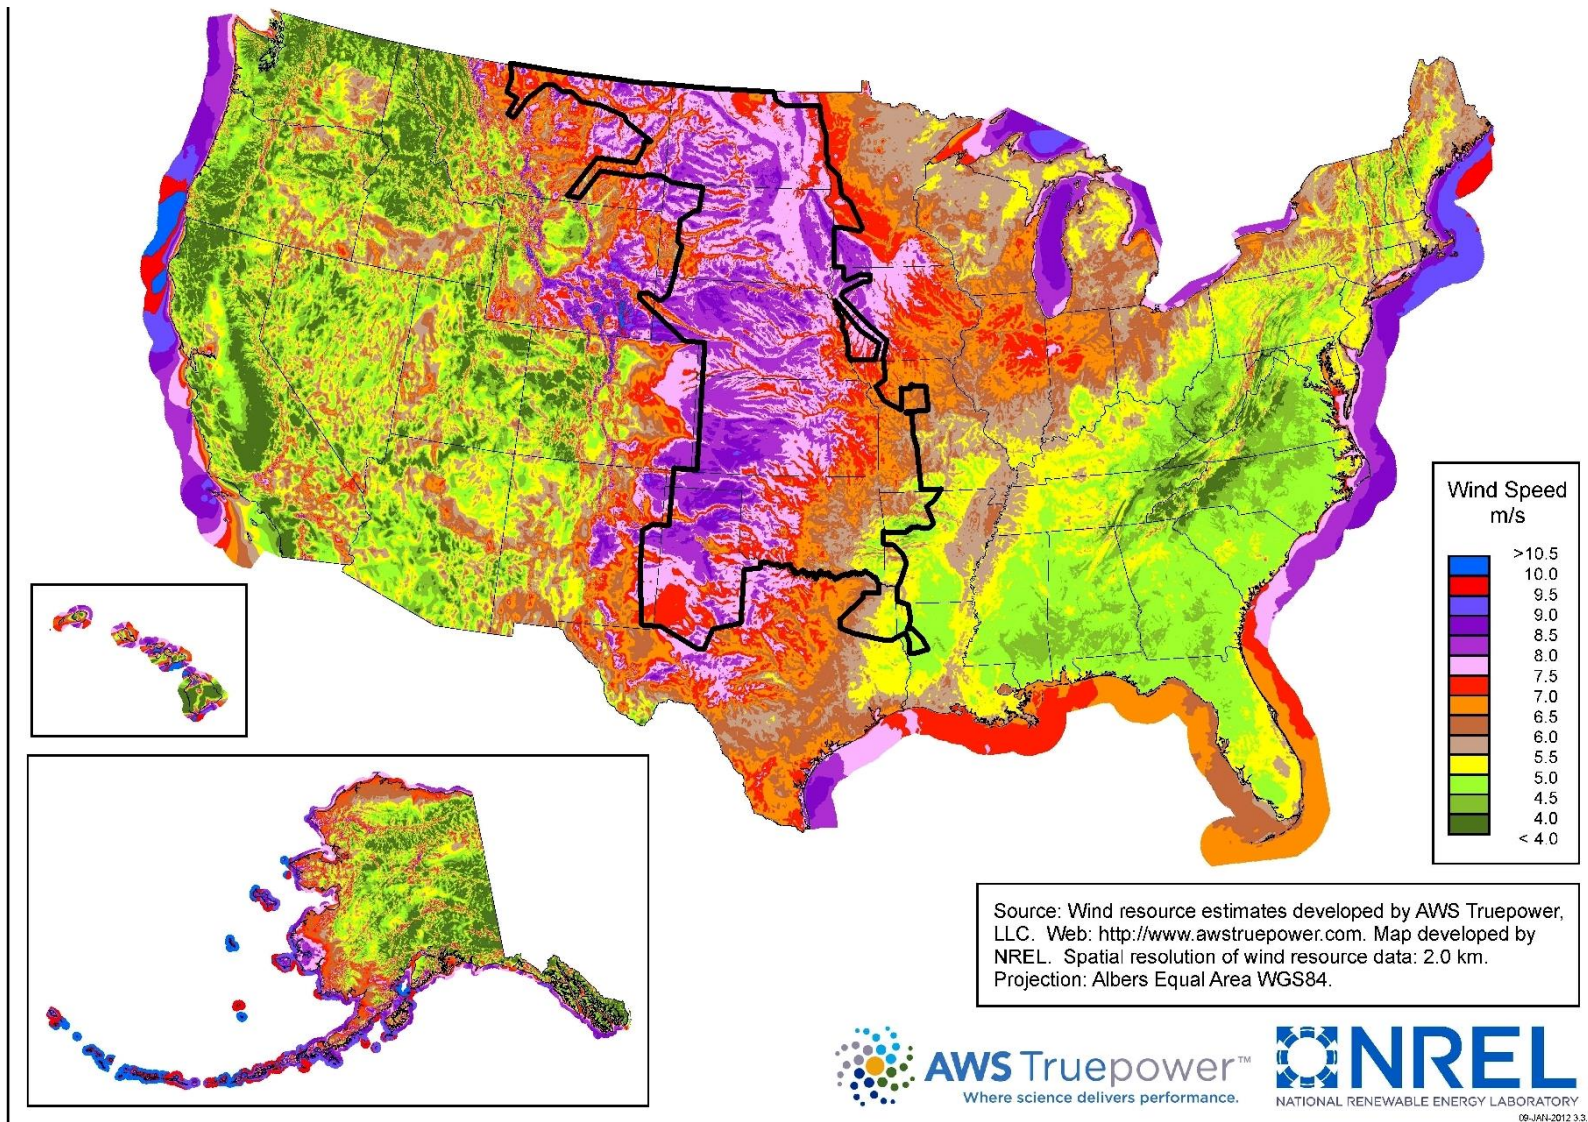 Wind Speed
m/s
>10.5
10.0
9.5
9.0
8.5
8.0
7.5
7.0
6.5
6.0
5.5
5.0
4.5
4.0
< 4.0
Source: Wind resource estimates developed by AWS Truepower,
LLC. Web: http://www.awstruepower.com. Map developed by
NREL. Spatial resolution of wind resource data: 2.0 km.
Projection: Albers Equal Area WGS84.
AWS Truepower™
Where science delivers performance.
NREL
NATIONAL RENEWABLE ENERGY LABORATORY
09-JAN-2012 3.3.